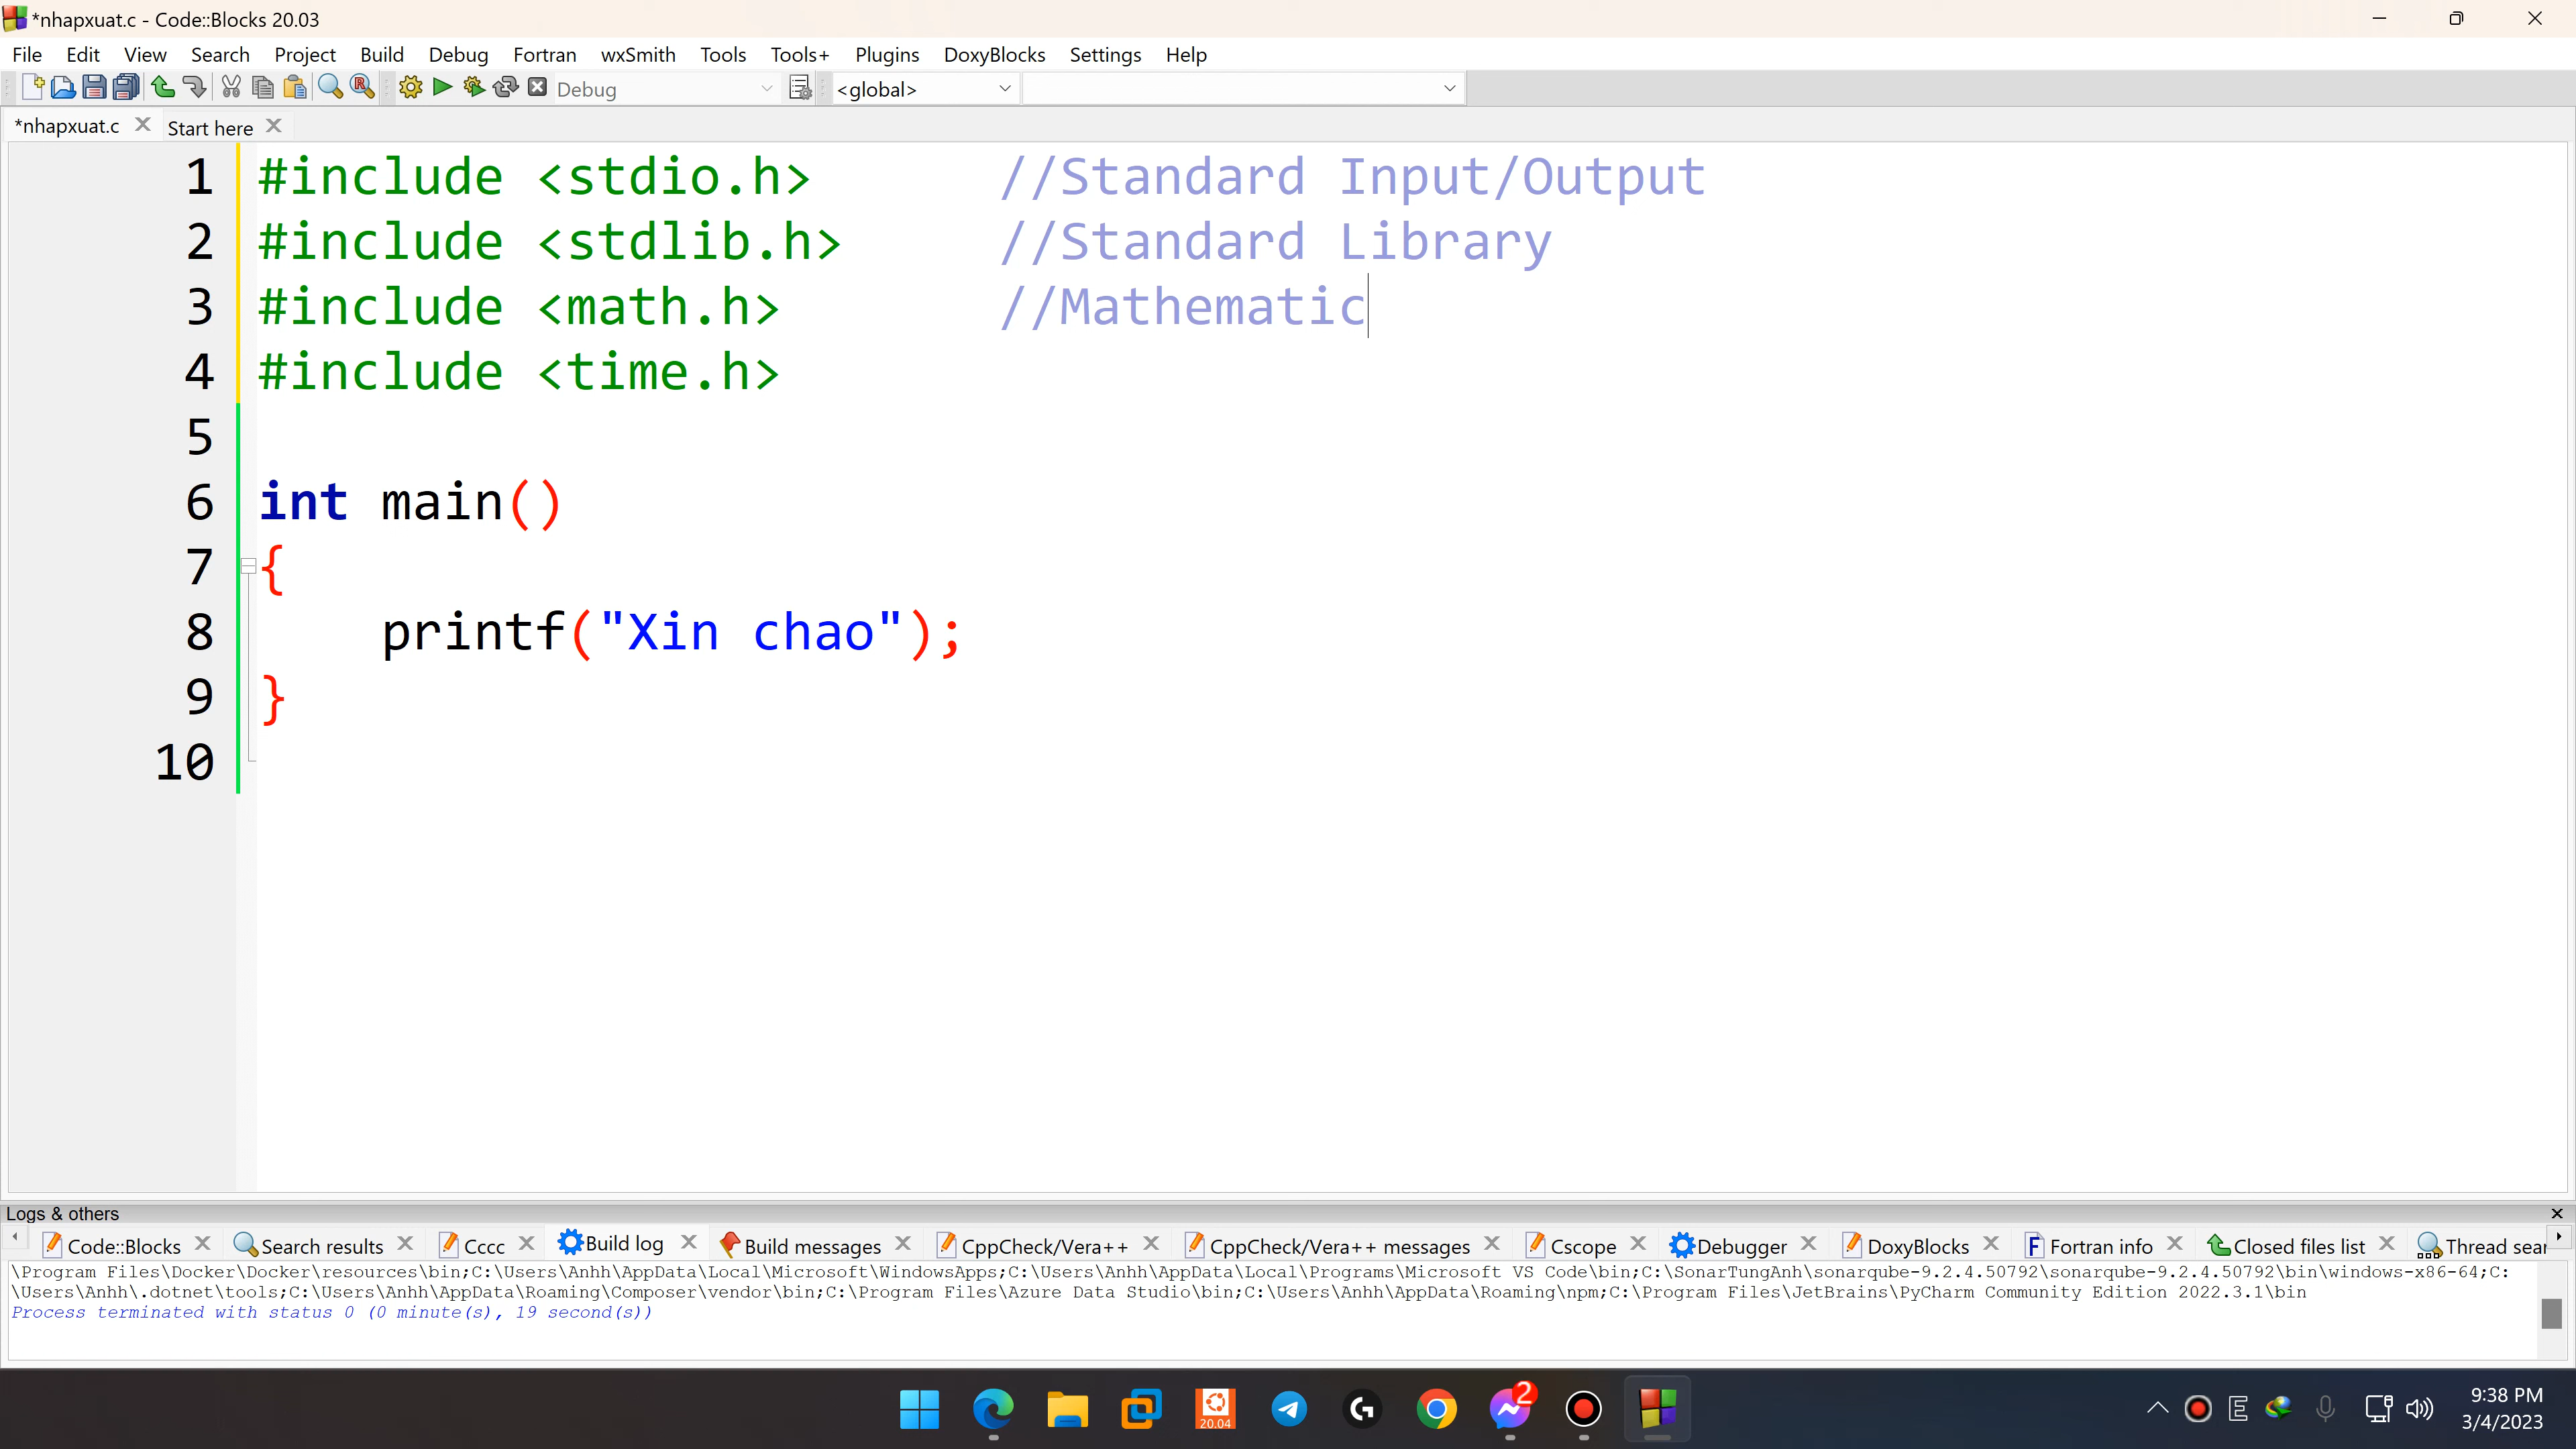 *nhapxuat.c - Code::Blocks 20.03
File Edit View Search Project Build Debug Fortran wxSmith Tools Tools+ Plugins DoxyBlocks Settings Help
Debug <global>
*nhapxuat.c Start here
1 #include <stdio.h> //Standard Input/Output
2 #include <stdlib.h> //Standard Library
3 #include <math.h> //Mathematic
4 #include <time.h>
5
6 int main()
7 {
8 printf("Xin chao");
9 }
10
Logs & others
Code::Blocks Search results Cccc Build log Build messages CppCheck/Vera++ CppCheck/Vera++ messages Cscope Debugger DoxyBlocks Fortran info Closed files list Thread sear
\Program Files\Docker\Docker\resources\bin;C:\Users\Anhh\AppData\Local\Microsoft\WindowsApps;C:\Users\Anhh\AppData\Local\Programs\Microsoft VS Code\bin;C:\SonarTungAnh\sonarqube-9.2.4.50792\sonarqube-9.2.4.50792\bin\windows-x86-64;C:
\Users\Anhh\.dotnet\tools;C:\Users\Anhh\AppData\Roaming\Composer\vendor\bin;C:\Program Files\Azure Data Studio\bin;C:\Users\Anhh\AppData\Roaming\npm;C:\Program Files\JetBrains\PyCharm Community Edition 2022.3.1\bin
Process terminated with status 0 (0 minute(s), 19 second(s))
20.04
2
E
9:38 PM
3/4/2023